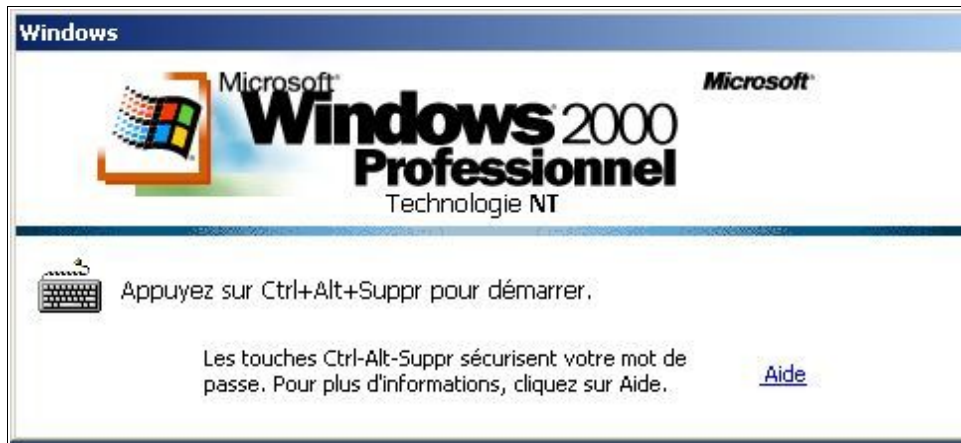 Windows
Microsoft
Microsoft
Windows 2000
Professionnel
Technologie NT
Appuyez sur Ctrl+Alt+Suppr pour démarrer.
Les touches Ctrl-Alt-Suppr sécurisent votre mot de
passe. Pour plus d'informations, cliquez sur Aide.
Aide